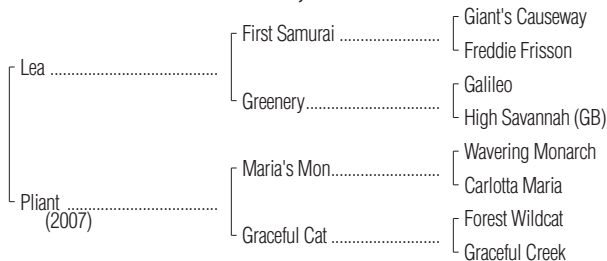 Giant's Causeway
First Samurai ......................
Freddie Frisson
Lea .....................................
Galileo
Greenery............................
High Savannah (GB)
Wavering Monarch
Maria's Mon.......................
Carlotta Maria
Pliant ..................................
(2007)
Forest Wildcat
Graceful Cat .......................
Graceful Creek